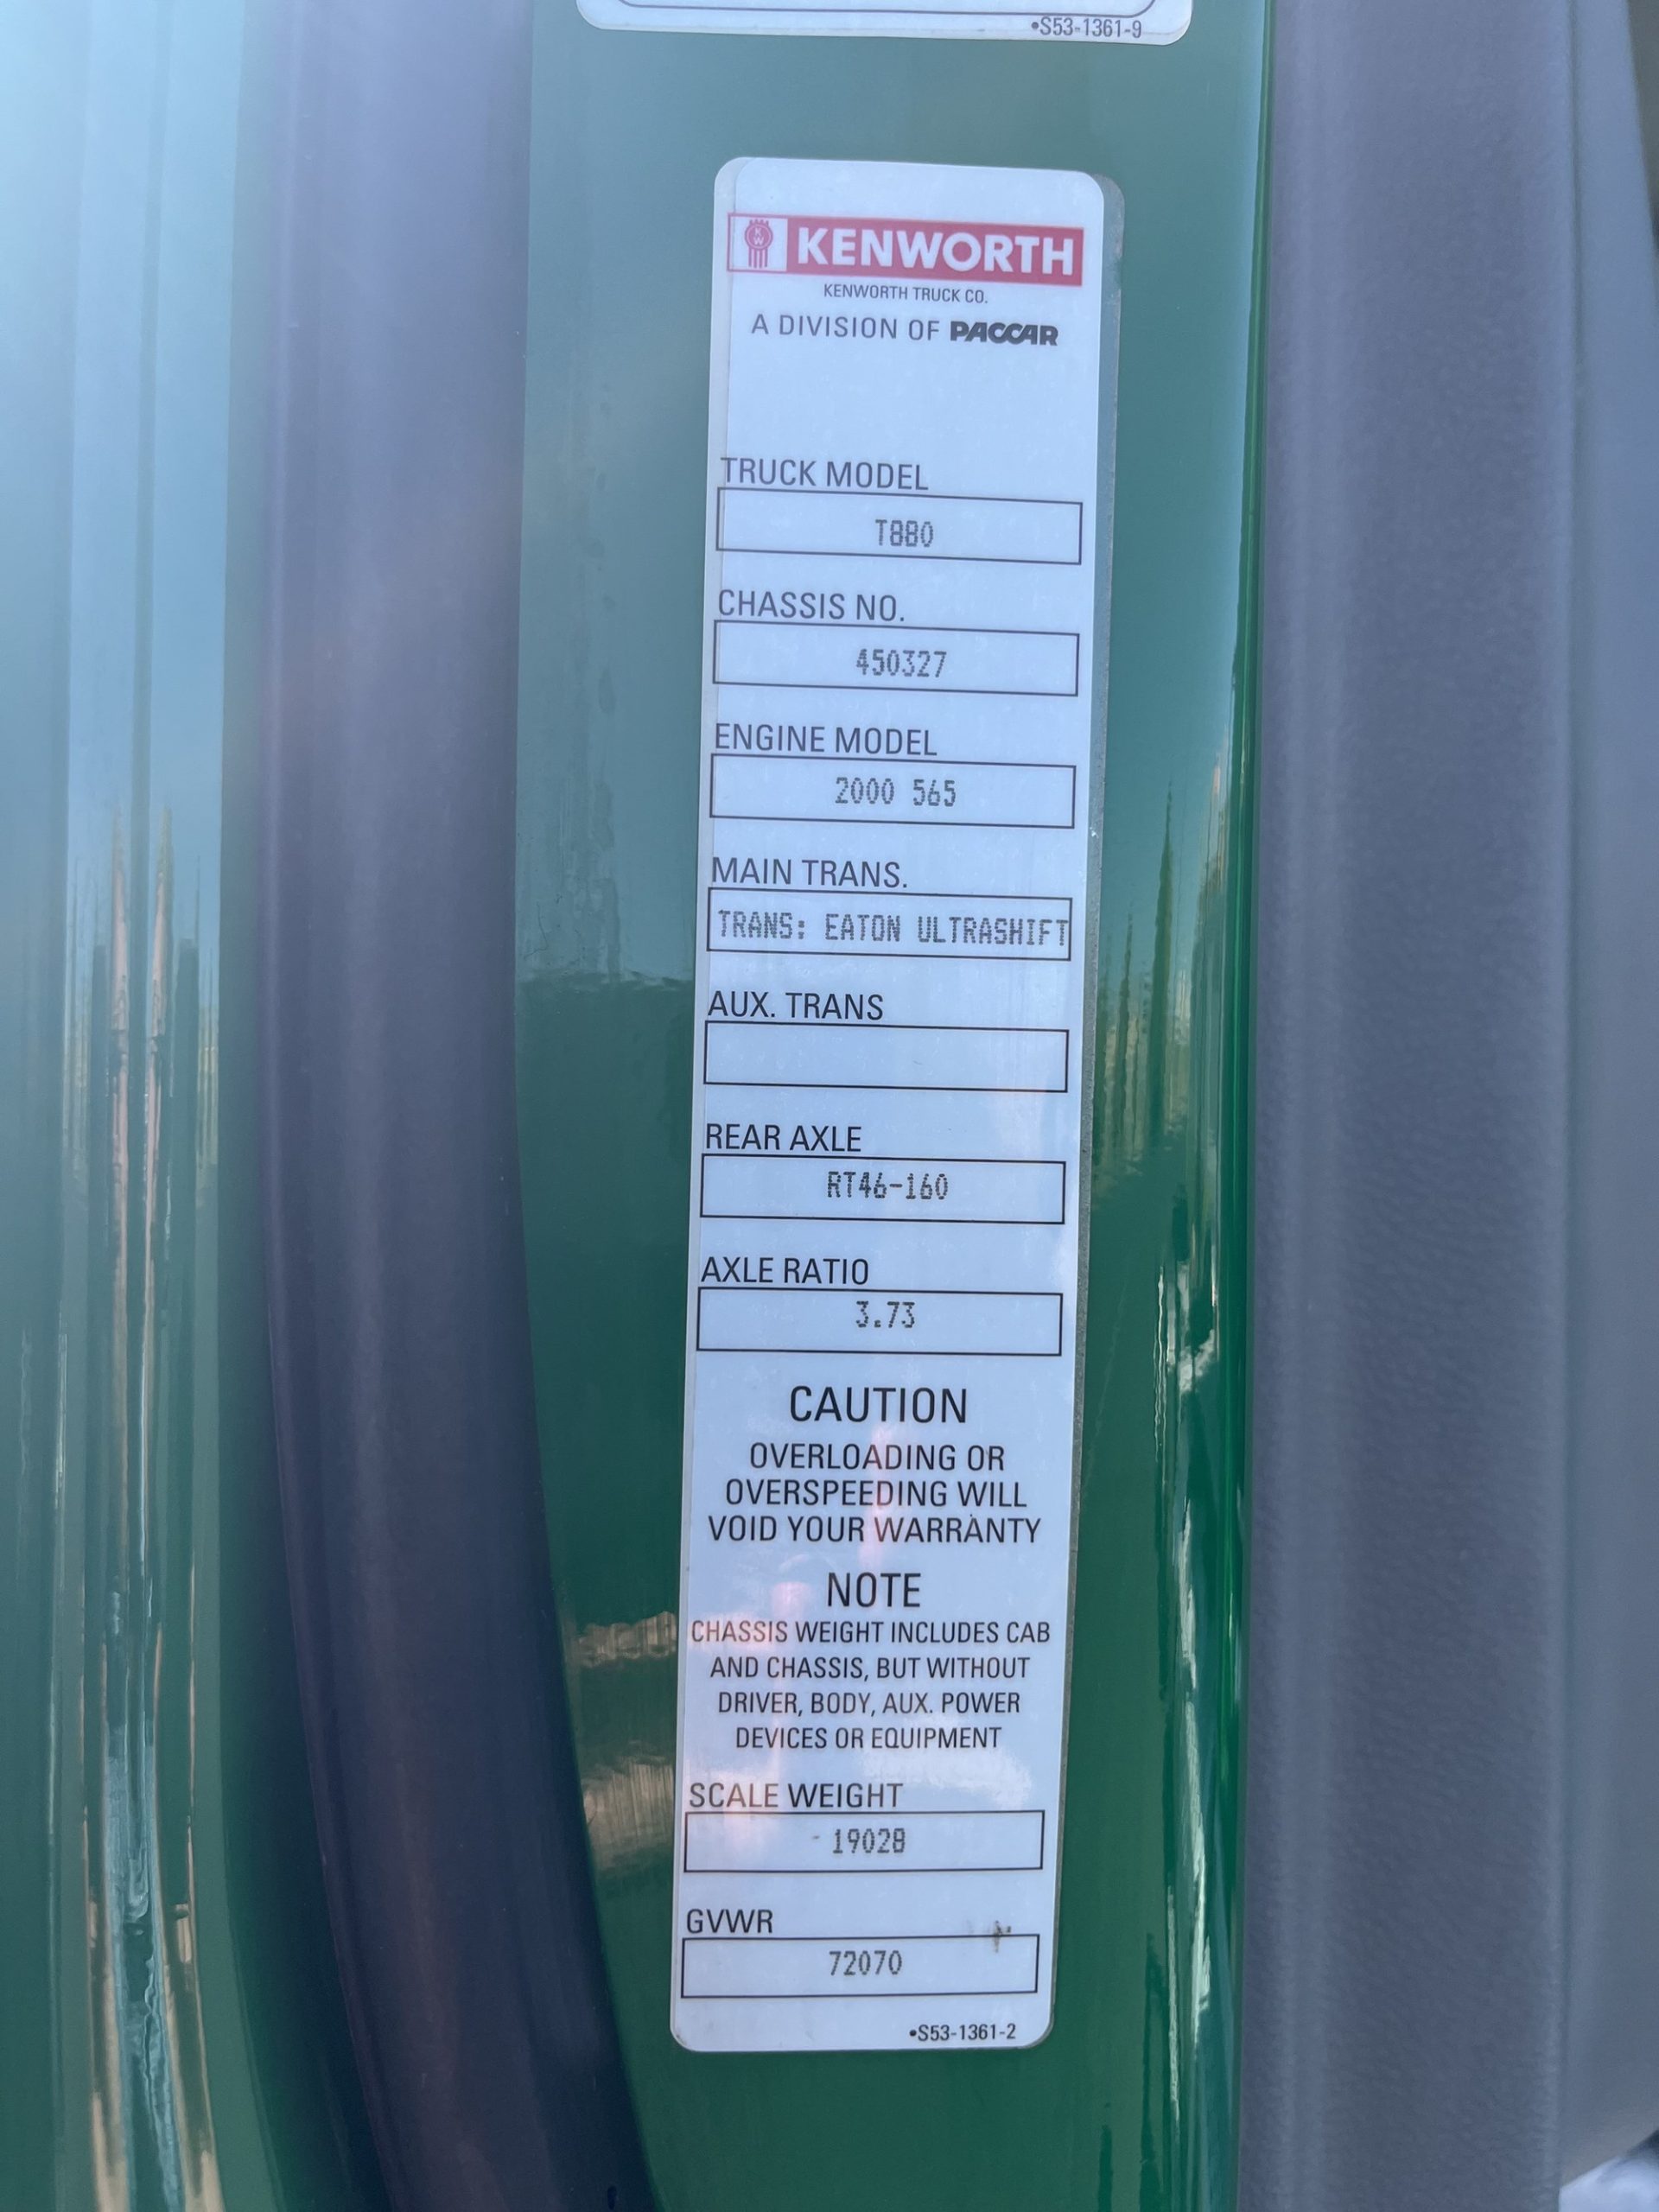 •S53-1361-9
KW KENWORTH
KENWORTH TRUCK CO.
A DIVISION OF PACCAR
TRUCK MODEL
T880
CHASSIS NO.
450327
ENGINE MODEL
2000 565
MAIN TRANS.
TRANS: EATON ULTRASHIFT
AUX. TRANS
REAR AXLE
RT46-160
AXLE RATIO
3.73
CAUTION
OVERLOADING OR
OVERSPEEDING WILL
VOID YOUR WARRANTY
NOTE
CHASSIS WEIGHT INCLUDES CAB
AND CHASSIS, BUT WITHOUT
DRIVER, BODY, AUX. POWER
DEVICES OR EQUIPMENT
SCALE WEIGHT
19028
GVWR
72070
•S53-1361-2